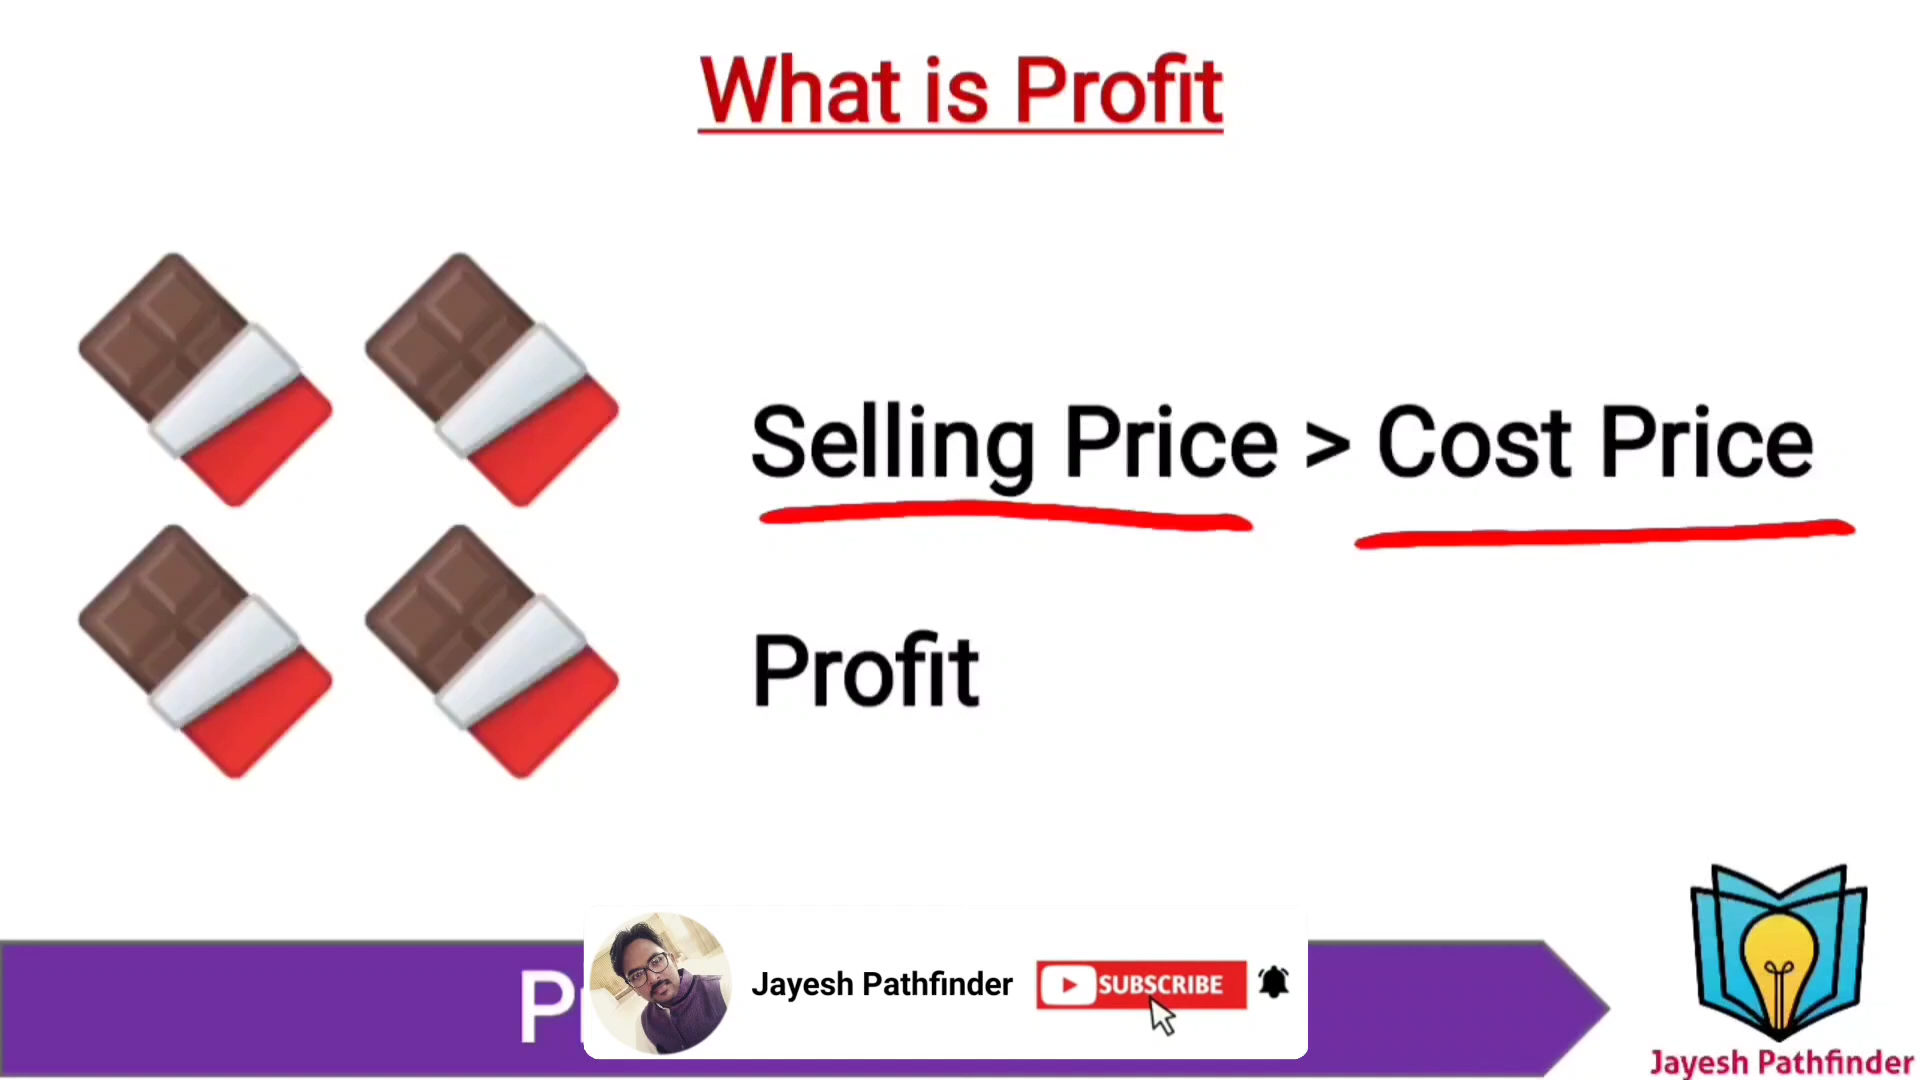 What is Profit
Selling Price > Cost Price
Profit
Jayesh Pathfinder
SUBSCRIBE
Jayesh Pathfinder